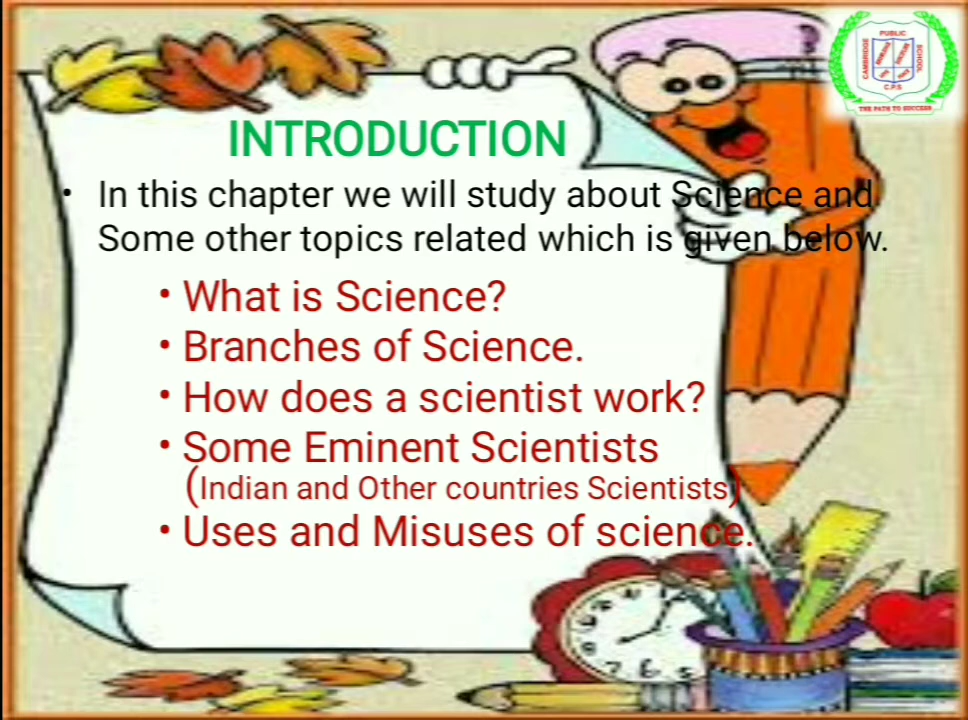 PUBLIC
CAMBRIDGE
SCHOOL
C.P.S
THE PATH TO SUCCESS
INTRODUCTION
• In this chapter we will study about Science and
Some other topics related which is given below.
• What is Science?
• Branches of Science.
• How does a scientist work?
• Some Eminent Scientists
(Indian and Other countries Scientists)
• Uses and Misuses of science.